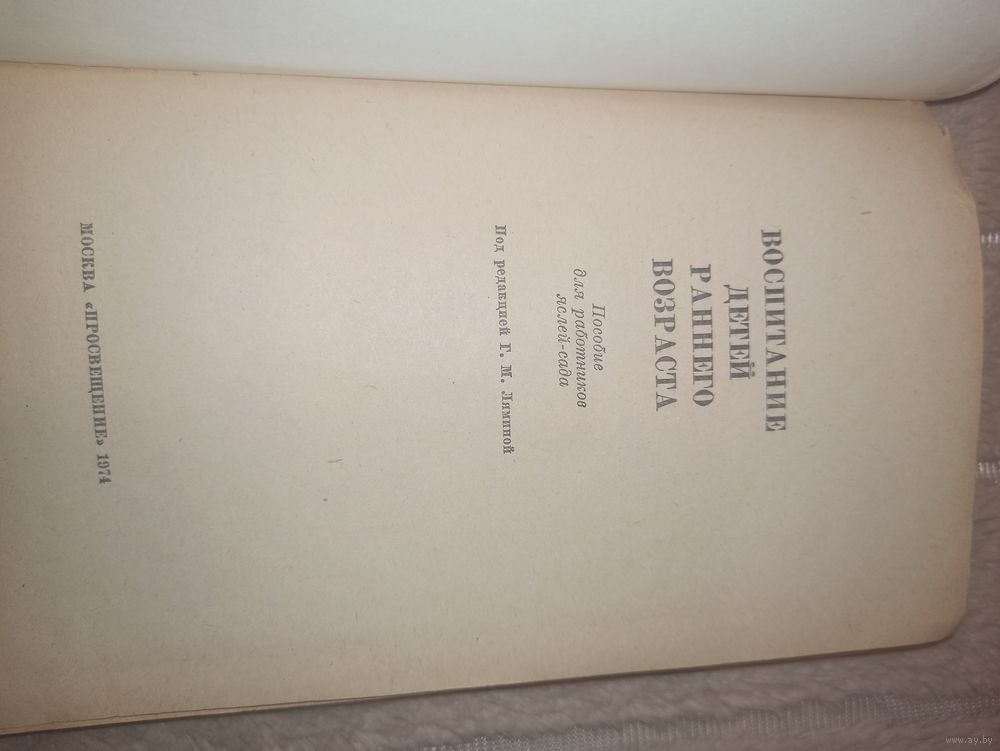 ВОСПИТАНИЕ
ДЕТЕЙ
РАННЕГО
ВОЗРАСТА
Пособие
для работников
яслей-сада
Под редакцией Г. М. Ляминой
МОСКВА «ПРОСВЕЩЕНИЕ» 1974
www.ay.by